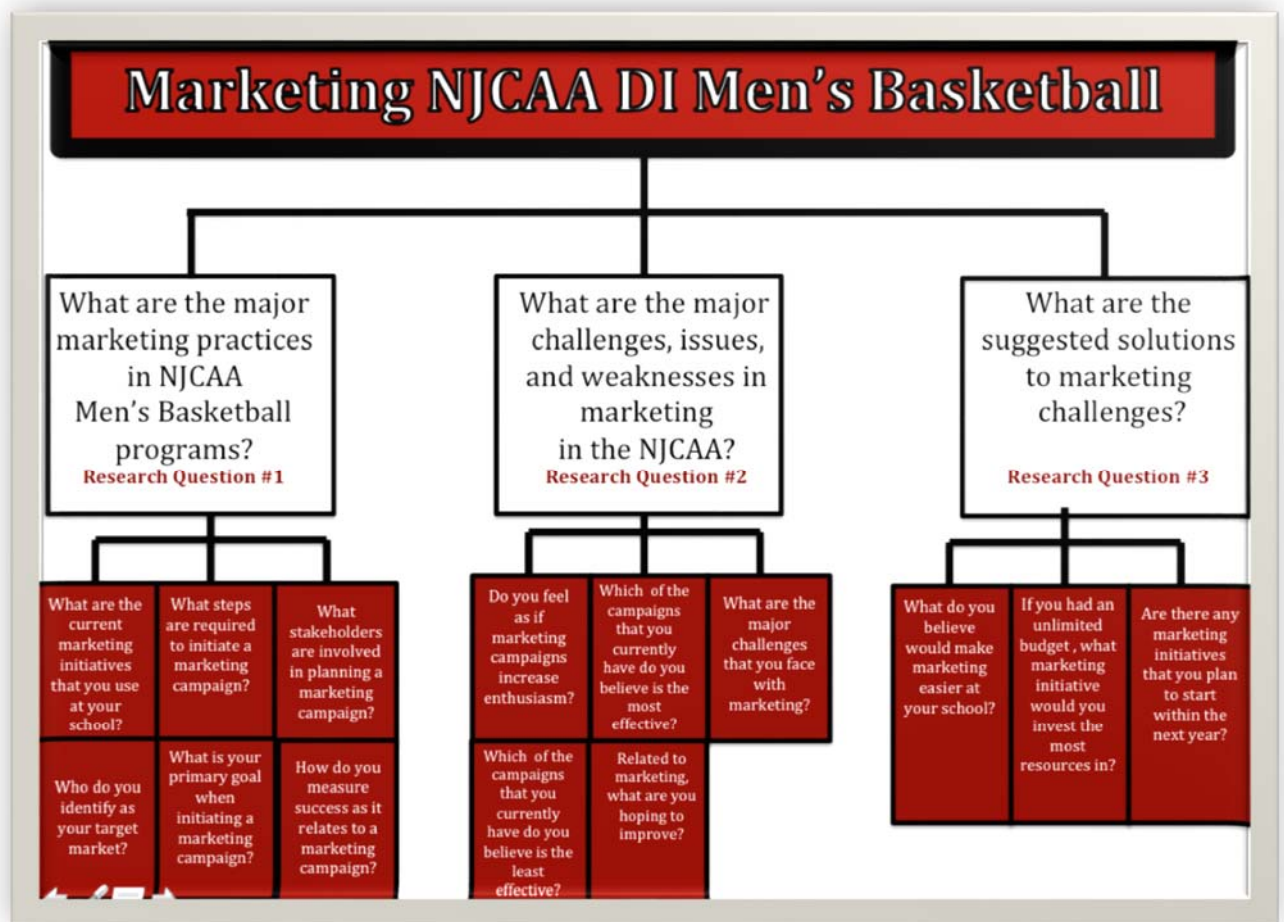 Marketing NJCAA DI Men's Basketball
What are the major
marketing practices
in NJCAA
Men's Basketball
programs?
Research Question #1
What are the major
challenges, issues,
and weaknesses in
marketing
in the NJCAA?
Research Question #2
What are the
suggested solutions
to marketing
challenges?
Research Question #3
What are the
current
marketing
initiatives
that you use
at your
school?
What steps
are required
to initiate a
marketing
campaign?
What
stakeholders
are involved
in planning a
marketing
campaign?
Who do you
identify as
your target
market?
What is your
primary goal
when
initiating a
marketing
campaign?
How do you
measure
success as it
relates to a
marketing
campaign?
Do you feel
as if
marketing
campaigns
increase
enthusiasm?
Which of the
campaigns
that you
currently
have do you
believe is the
most
effective?
What are the
major
challenges
that you face
with
marketing?
Which of the
campaigns
that you
currently
have do you
believe is the
least
effective?
Related to
marketing,
what are you
hoping to
improve?
What do you
believe
would make
marketing
easier at
your school?
If you had an
unlimited
budget , what
marketing
initiative
would you
invest the
most
resources in?
Are there any
marketing
initiatives
that you plan
to start
within the
next year?